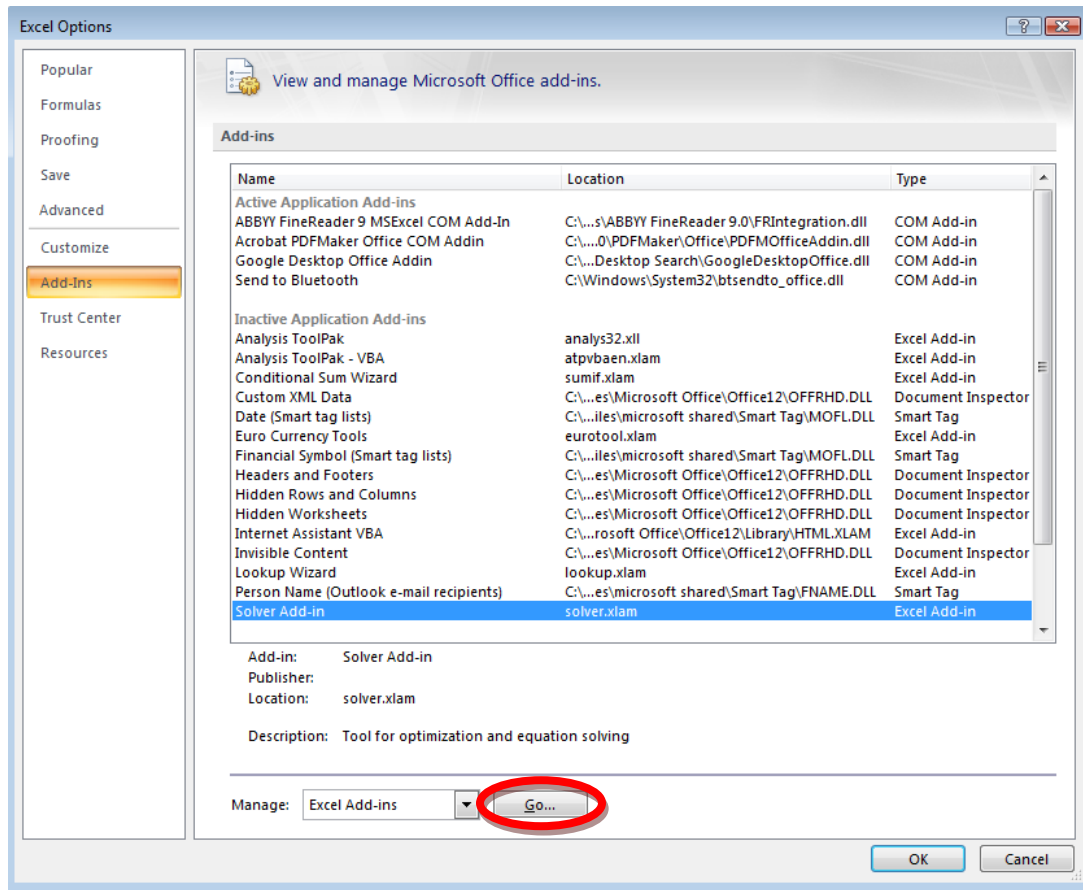 Excel Options
Popular
Formulas
Proofing
Save
Advanced
Customize
Add-Ins
Trust Center
Resources
View and manage Microsoft Office add-ins.
Add-ins
Name Location Type
Active Application Add-ins
ABBYY FineReader 9 MSExcel COM Add-In C:\...s\ABBYY FineReader 9.0\FRIntegration.dll COM Add-in
Acrobat PDFMaker Office COM Addin C:\...0\PDFMaker\Office\PDFMOfficeAddin.dll COM Add-in
Google Desktop Office Addin C:\...Desktop Search\GoogleDesktopOffice.dll COM Add-in
Send to Bluetooth C:\Windows\System32\btsendto_office.dll COM Add-in
Inactive Application Add-ins
Analysis ToolPak analys32.xll Excel Add-in
Analysis ToolPak - VBA atpvbaen.xlam Excel Add-in
Conditional Sum Wizard sumif.xlam Excel Add-in
Custom XML Data C:\...es\Microsoft Office\Office12\OFFRHD.DLL Document Inspector
Date (Smart tag lists) C:\...iles\microsoft shared\Smart Tag\MOFL.DLL Smart Tag
Euro Currency Tools eurotool.xlam Excel Add-in
Financial Symbol (Smart tag lists) C:\...iles\microsoft shared\Smart Tag\MOFL.DLL Smart Tag
Headers and Footers C:\...es\Microsoft Office\Office12\OFFRHD.DLL Document Inspector
Hidden Rows and Columns C:\...es\Microsoft Office\Office12\OFFRHD.DLL Document Inspector
Hidden Worksheets C:\...es\Microsoft Office\Office12\OFFRHD.DLL Document Inspector
Internet Assistant VBA C:\...rosoft Office\Office12\Library\HTML.XLAM Excel Add-in
Invisible Content C:\...es\Microsoft Office\Office12\OFFRHD.DLL Document Inspector
Lookup Wizard lookup.xlam Excel Add-in
Person Name (Outlook e-mail recipients) C:\...es\microsoft shared\Smart Tag\FNAME.DLL Smart Tag
Solver Add-in solver.xlam Excel Add-in
Add-in: Solver Add-in
Publisher:
Location: solver.xlam
Description: Tool for optimization and equation solving
Manage: Excel Add-ins Go...
OK Cancel